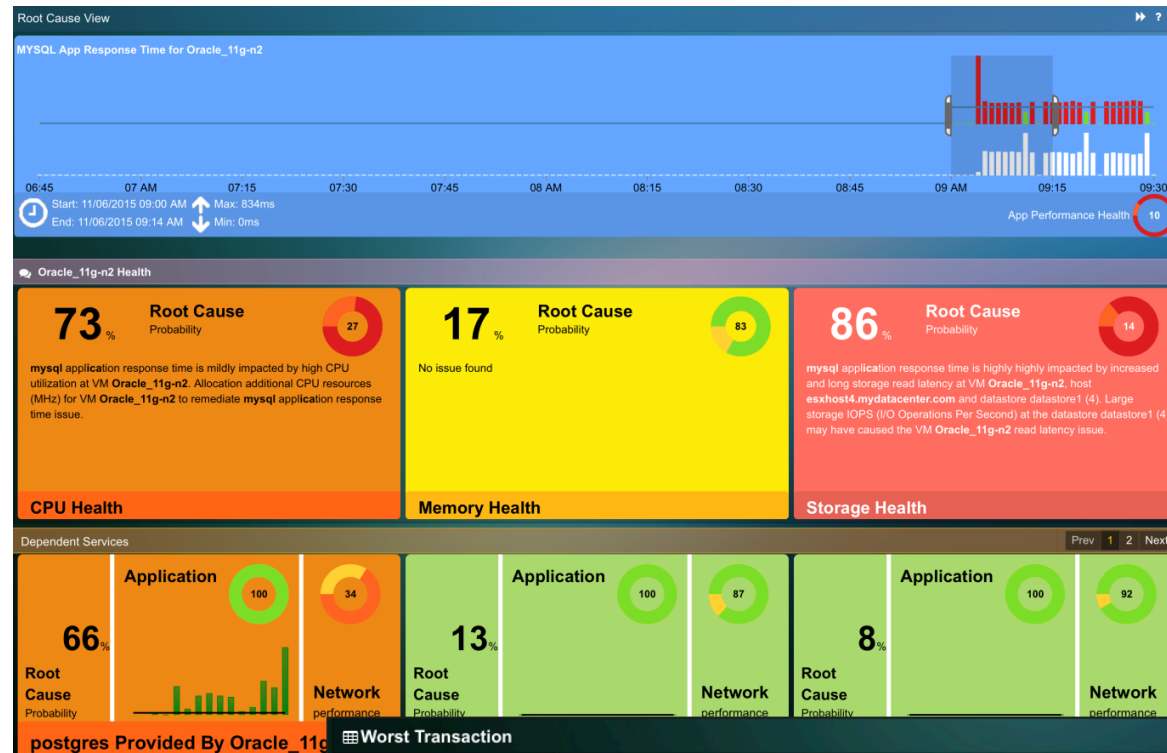 Root Cause View
?
MYSQL App Response Time for Oracle_11g-n2
06:45 07 AM 07:15 07:30 07:45 08 AM 08:15 08:30 08:45 09 AM 09:15 09:30
Start: 11/06/2015 09:00 AM Max: 834ms
End: 11/06/2015 09:14 AM Min: 0ms
App Performance Health 10
Oracle_11g-n2 Health
73 %
Root Cause
Probability
27
mysql application response time is mildly impacted by high CPU
utilization at VM Oracle_11g-n2. Allocation additional CPU resources
(MHz) for VM Oracle_11g-n2 to remediate mysql application response
time issue.
CPU Health
17 %
Root Cause
Probability
83
No issue found
Memory Health
86 %
Root Cause
Probability
14
mysql application response time is highly highly impacted by increased
and long storage read latency at VM Oracle_11g-n2, host
esxhost4.mydatacenter.com and datastore datastore1 (4). Large
storage IOPS (I/O Operations Per Second) at the datastore datastore1 (4
may have caused the VM Oracle_11g-n2 read latency issue.
Storage Health
Dependent Services
Prev 1 2 Next
66%
Root
Cause
Probability
Application
100
34
Network
performance
postgres Provided By Oracle_11g
13%
Root
Cause
Probability
Application
100
87
Network
performance
8%
Root
Cause
Probability
Application
100
92
Network
performance
Worst Transaction